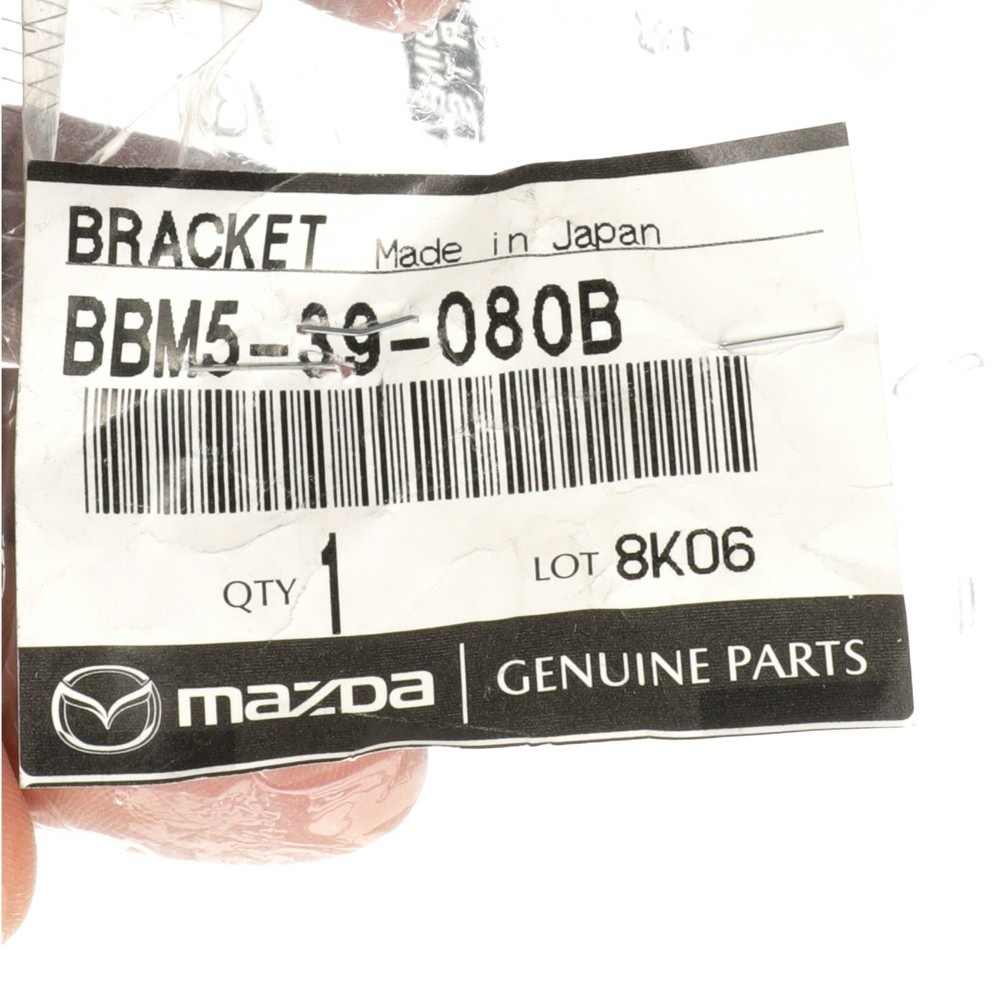 BRACKET Made in Japan
BBM5-39-080B
QTY 1 LOT 8K06
mazda GENUINE PARTS